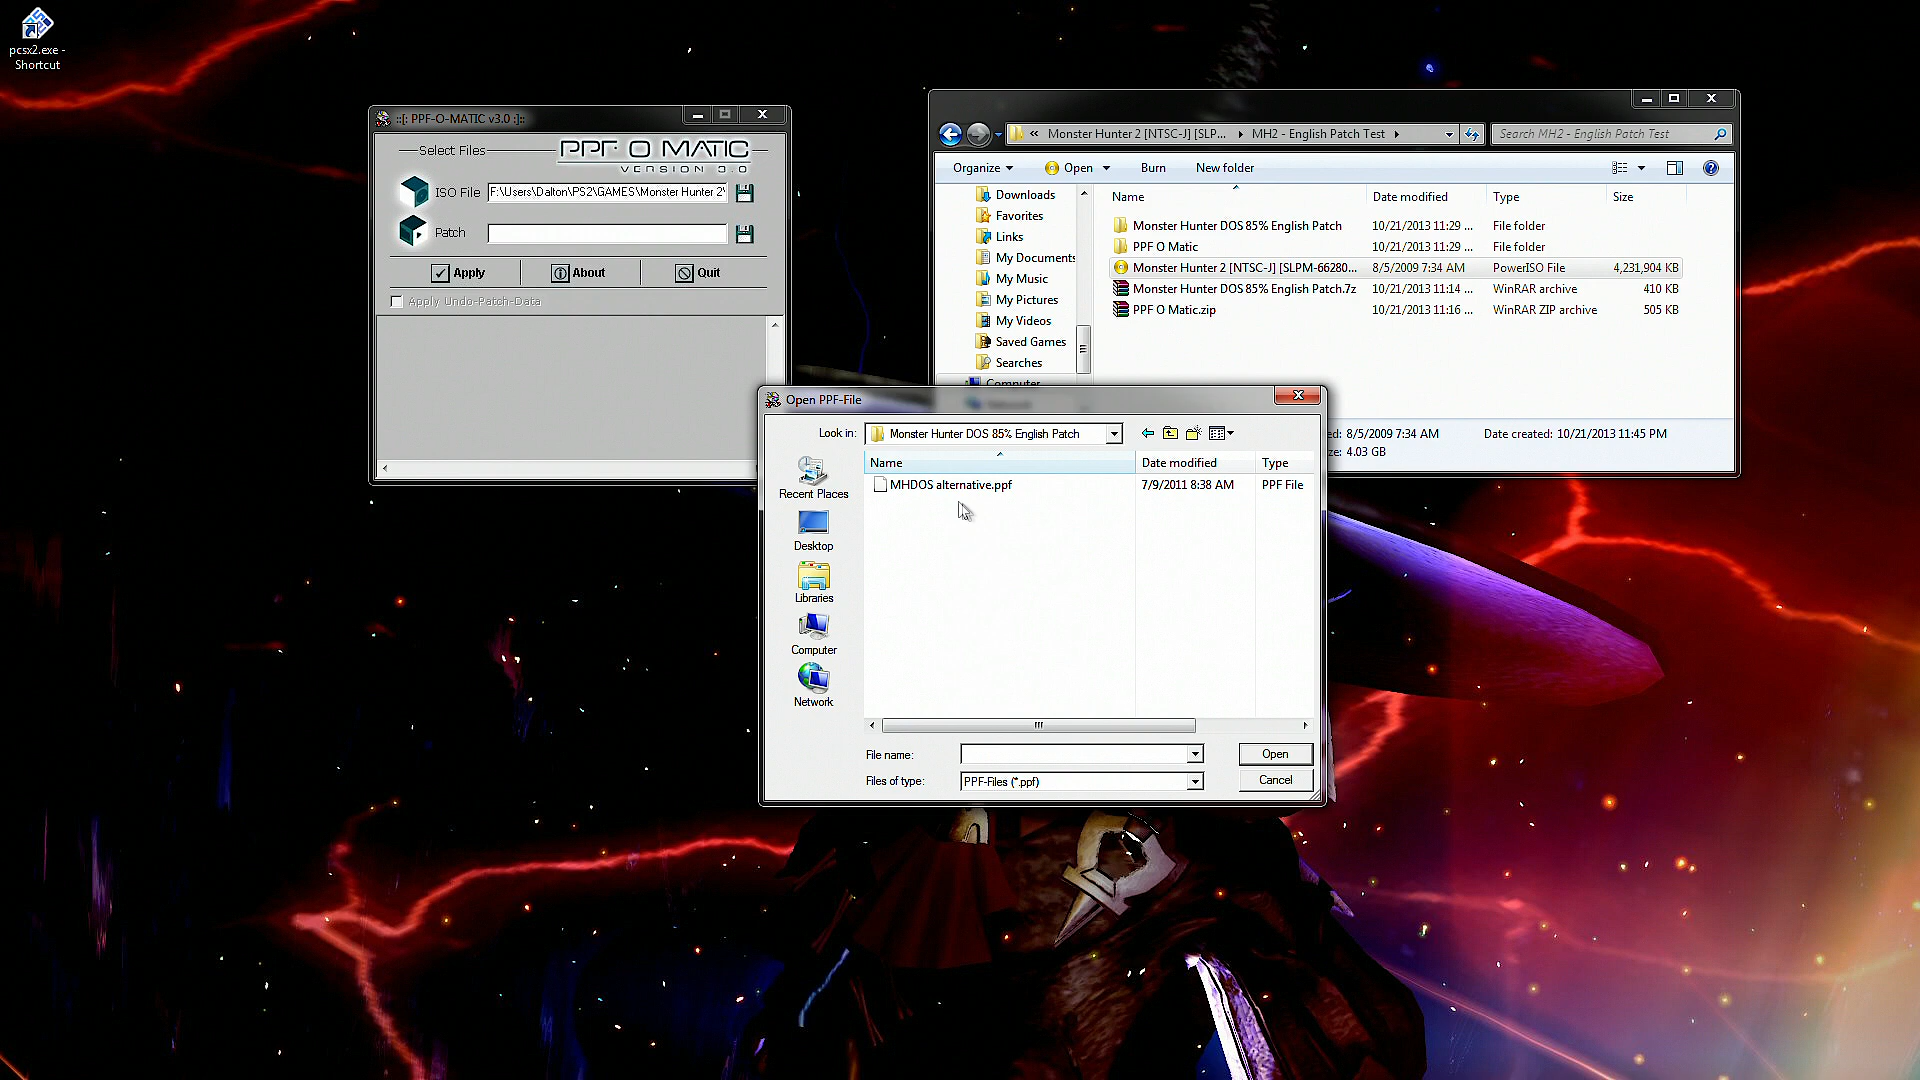 pcsx2.exe -
Shortcut
::[: PPF-O-MATIC v3.0 :]::
Select Files
PPF O MATIC
VERSION 3.0
ISO File F:\Users\Dalton\PS2\GAMES\Monster Hunter 2\
Patch
Apply About Quit
Apply Undo-Patch-Data
« Monster Hunter 2 [NTSC-J] [SLP... MH2 - English Patch Test
Search MH2 - English Patch Test
Organize Open Burn New folder
Downloads
Favorites
Links
My Documents
My Music
My Pictures
My Videos
Saved Games
Searches
Computer
Name Date modified Type Size
Monster Hunter DOS 85% English Patch 10/21/2013 11:29 ... File folder
PPF O Matic 10/21/2013 11:29 ... File folder
Monster Hunter 2 [NTSC-J] [SLPM-66280... 8/5/2009 7:34 AM PowerISO File 4,231,904 KB
Monster Hunter DOS 85% English Patch.7z 10/21/2013 11:14 ... WinRAR archive 410 KB
PPF O Matic.zip 10/21/2013 11:16 ... WinRAR ZIP archive 505 KB
ed: 8/5/2009 7:34 AM Date created: 10/21/2013 11:45 PM
ze: 4.03 GB
Open PPF-File
Look in: Monster Hunter DOS 85% English Patch
Recent Places
Desktop
Libraries
Computer
Network
Name Date modified Type
MHDOS alternative.ppf 7/9/2011 8:38 AM PPF File
File name:
Open
Files of type: PPF-Files (*.ppf)
Cancel